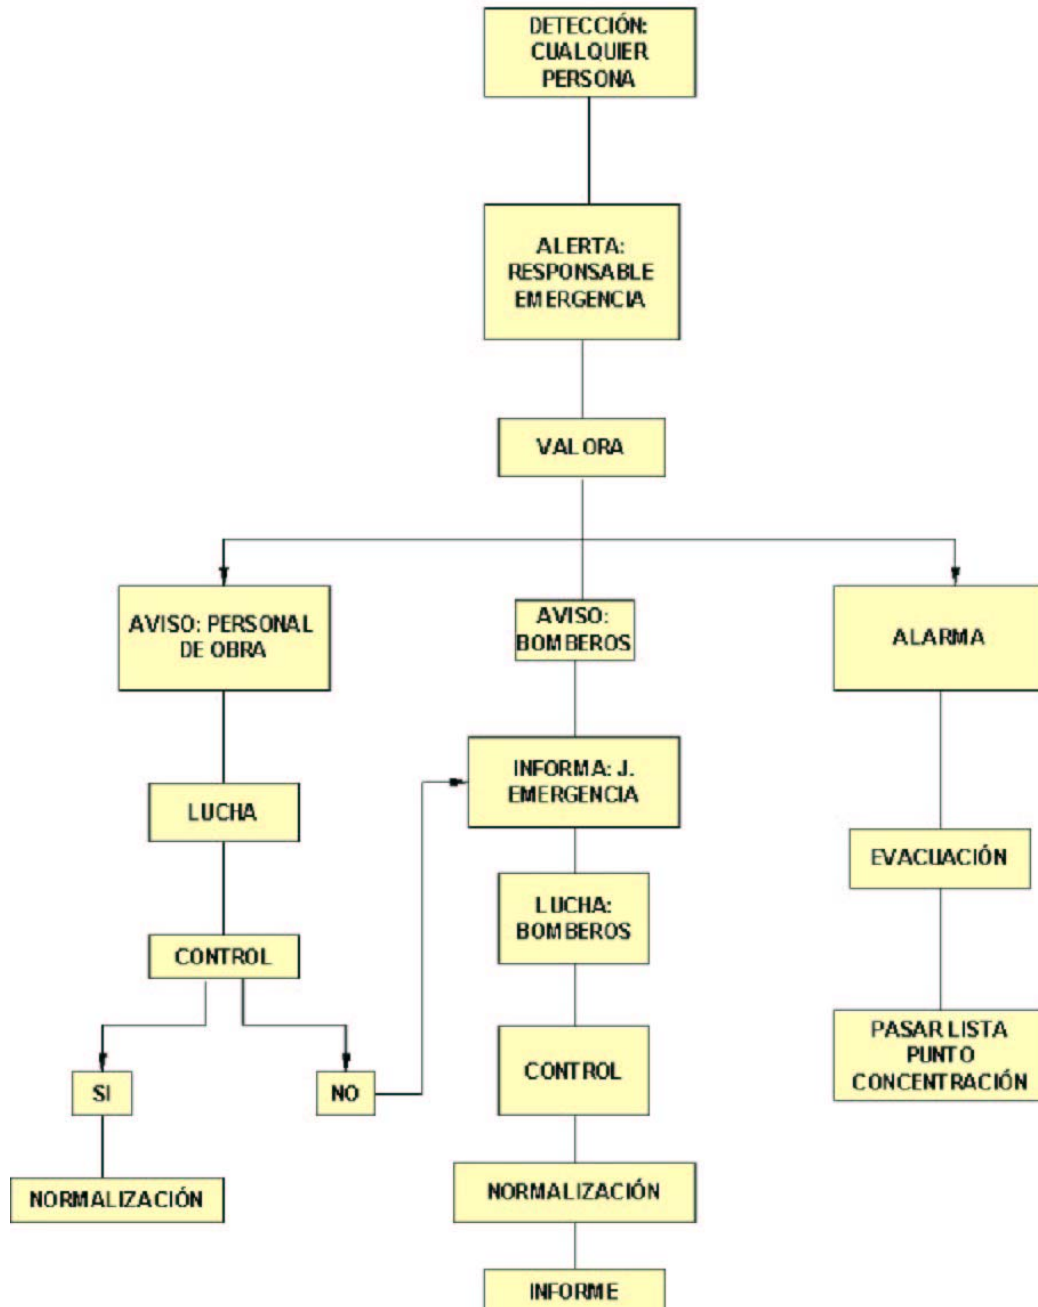 DETECCIÓN:
CUALQUIER
PERSONA
ALERTA:
RESPONSABLE
EMERGENCIA
VALORA
AVISO: PERSONAL
DE OBRA
AVISO:
BOMBEROS
ALARMA
INFORMA: J.
EMERGENCIA
LUCHA
EVACUACIÓN
LUCHA:
BOMBEROS
CONTROL
PASAR LISTA
PUNTO
CONCENTRACIÓN
CONTROL
SI
NO
NORMALIZACIÓN
NORMALIZACIÓN
INFORME